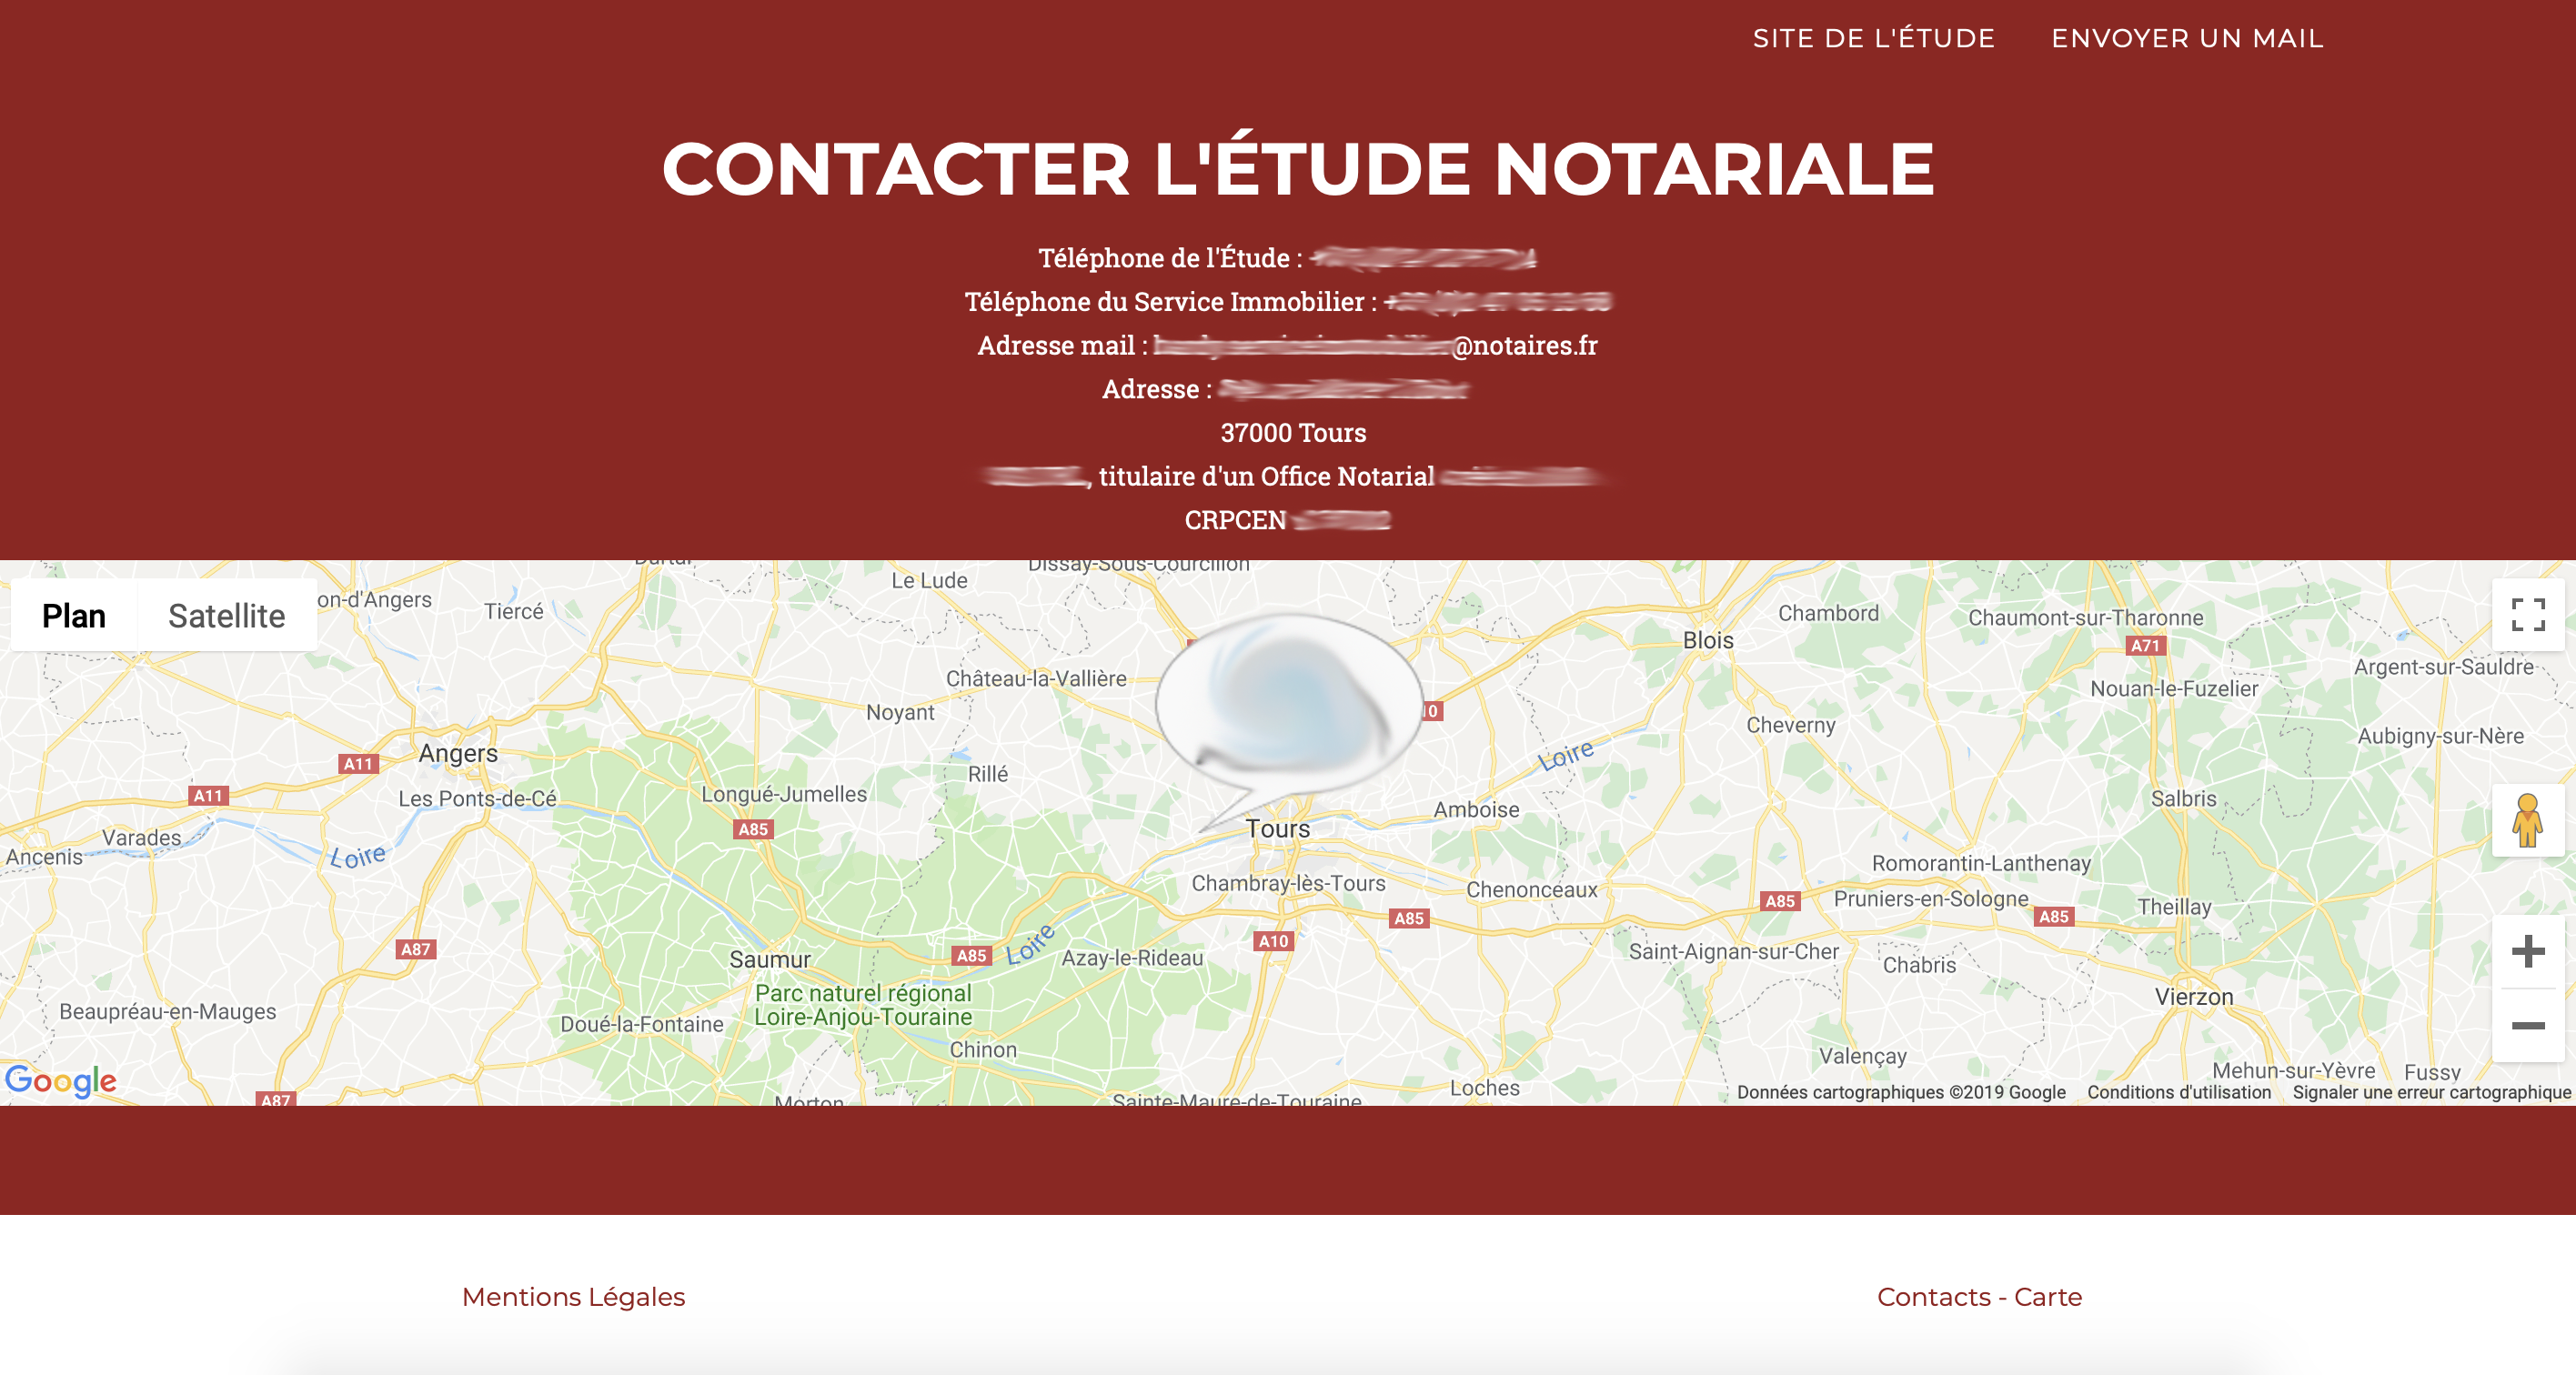 SITE DE L'ÉTUDE ENVOYER UN MAIL
CONTACTER L'ÉTUDE NOTARIALE
Téléphone de l'Étude :
Téléphone du Service Immobilier :
Adresse mail : @notaires.fr
Adresse :
37000 Tours
, titulaire d'un Office Notarial
CRPCEN
Plan Satellite
on-d'Angers
Tiercé
Durtal
Le Lude
Dissay-Sous-Courcillon
Chambord
Chaumont-sur-Tharonne
Blois
A71
Argent-sur-Sauldre
Château-la-Vallière
Nouan-le-Fuzelier
Noyant
10
Cheverny
Aubigny-sur-Nère
Angers
A11
Loire
Rillé
A11
Les Ponts-de-Cé
Longué-Jumelles
Salbris
Amboise
A85
Tours
Varades
Ancenis
Loire
Romorantin-Lanthenay
Chambray-lès-Tours
Chenonceaux
A85
Pruniers-en-Sologne
Theillay
A85
A85
A87
Loire
A10
Saumur
A85
Azay-le-Rideau
Saint-Aignan-sur-Cher
Chabris
Parc naturel régional
Loire-Anjou-Touraine
Vierzon
Beaupréau-en-Mauges
Doué-la-Fontaine
Chinon
Valençay
Mehun-sur-Yèvre
Fussy
Loches
Google
A87
Morton
Sainte-Maure-de-Touraine
Données cartographiques ©2019 Google Conditions d'utilisation Signaler une erreur cartographique
Mentions Légales
Contacts - Carte